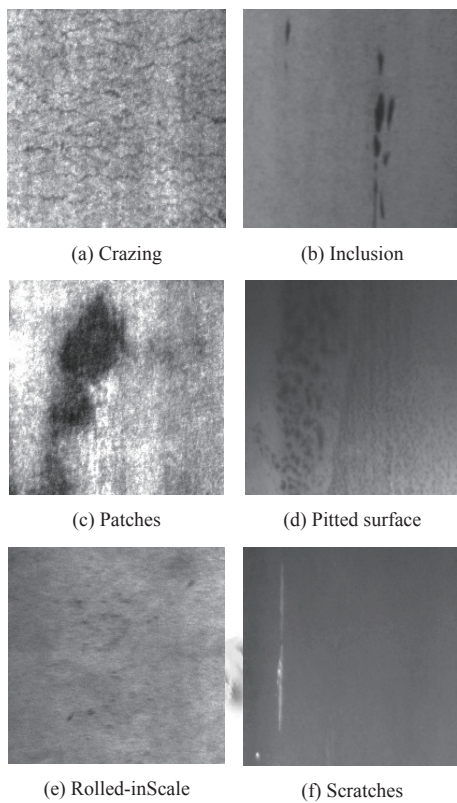 (a) Crazing
(b) Inclusion
(c) Patches
(d) Pitted surface
(e) Rolled-inScale
(f) Scratches